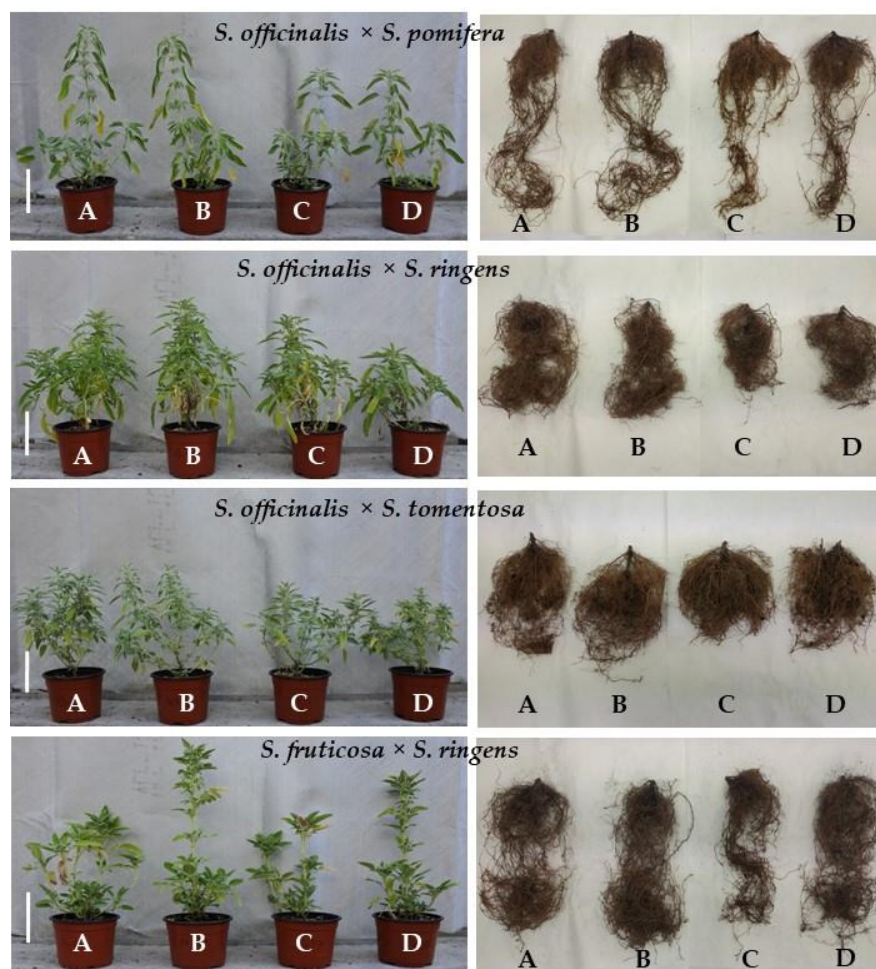 S. officinalis × S. pomifera
A B C D
A B C D
S. officinalis × S. ringens
A B C D
A B C D
S. officinalis × S. tomentosa
A B C D
A B C D
S. fruticosa × S. ringens
A B C D
A B C D